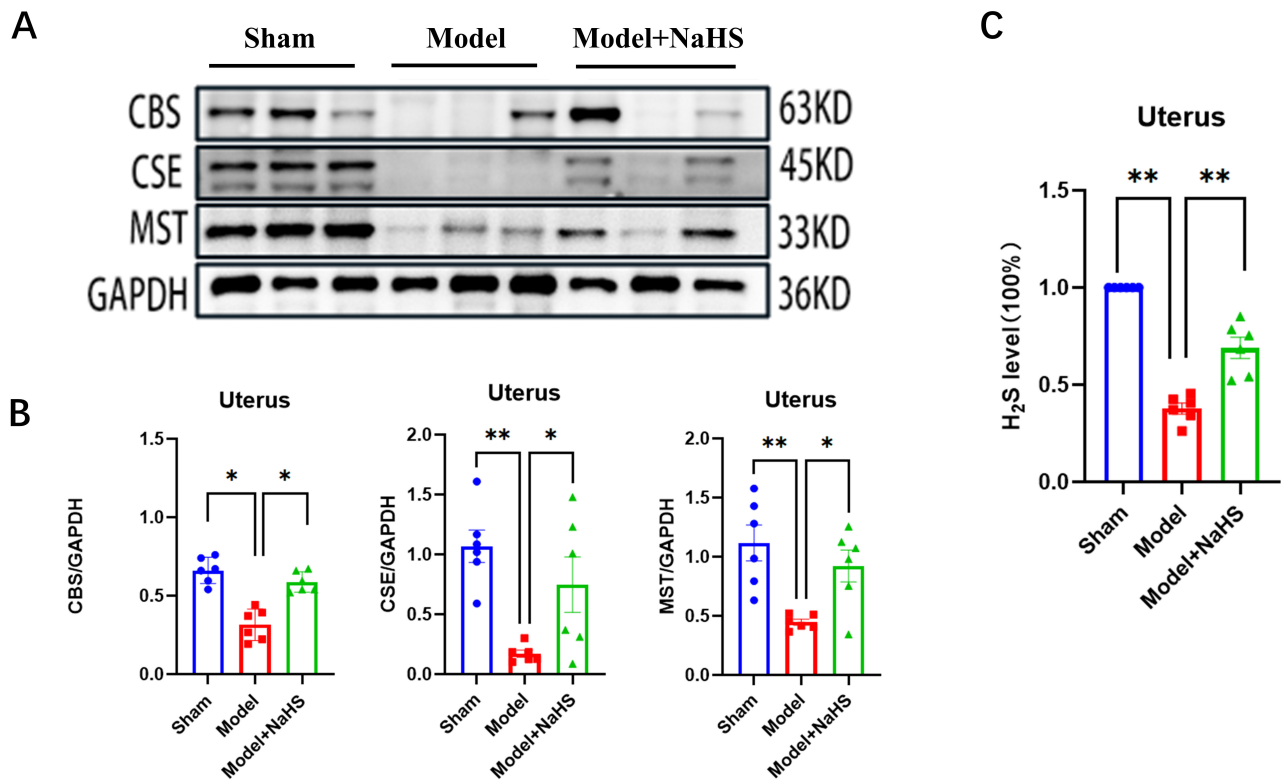 A
Sham Model Model+NaHS
CBS 63KD
CSE 45KD
MST 33KD
GAPDH 36KD
B
Uterus
CBS/GAPDH
* *
1.5
1.0
0.5
0.0
Sham Model Model+NaHS
Uterus
CSE/GAPDH
** *
2.0
1.5
1.0
0.5
0.0
Sham Model Model+NaHS
Uterus
MST/GAPDH
** *
2.0
1.5
1.0
0.5
0.0
Sham Model Model+NaHS
C
Uterus
H₂S level（100%）
** **
1.5
1.0
0.5
0.0
Sham Model Model+NaHS